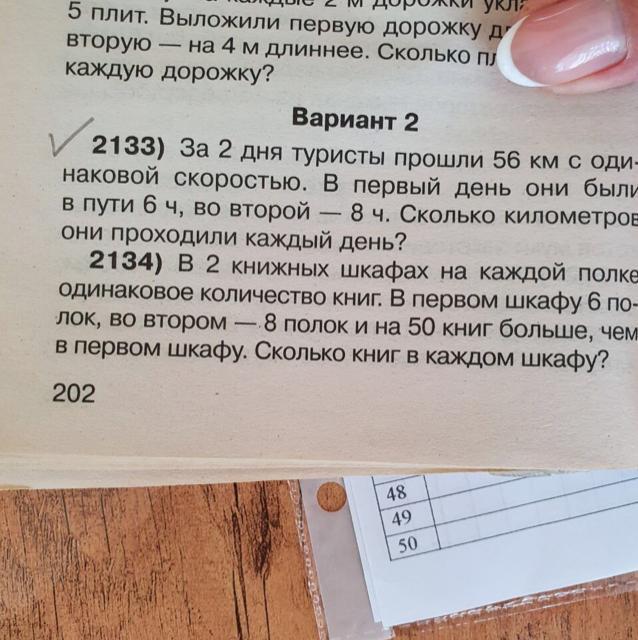 5 плит. Выложили первую дорожку
вторую — на 4 м длиннее. Сколько
каждую дорожку?
Вариант 2
2133) За 2 дня туристы прошли 56 км с оди-
наковой скоростью. В первый день они были
в пути 6 ч, во второй — 8 ч. Сколько километров
они проходили каждый день?
2134) В 2 книжных шкафах на каждой полке
одинаковое количество книг. В первом шкафу 6 по-
лок, во втором — 8 полок и на 50 книг больше, чем
в первом шкафу. Сколько книг в каждом шкафу?
202
48
49
50